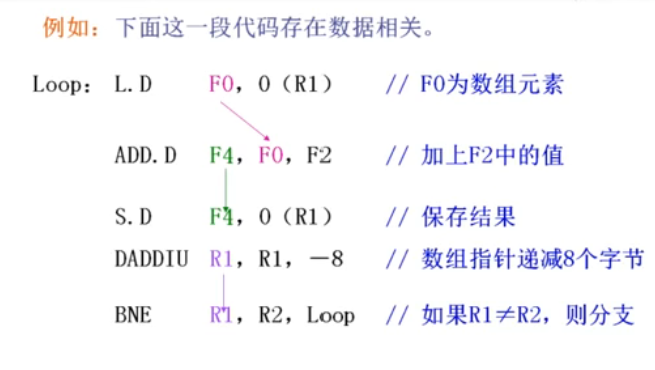 例如：下面这一段代码存在数据相关。
Loop： L.D F0，0（R1） // F0为数组元素
ADD.D F4，F0，F2 // 加上F2中的值
S.D F4，0（R1） // 保存结果
DADDIU R1，R1，－8 // 数组指针递减8个字节
BNE R1，R2，Loop // 如果R1≠R2，则分支